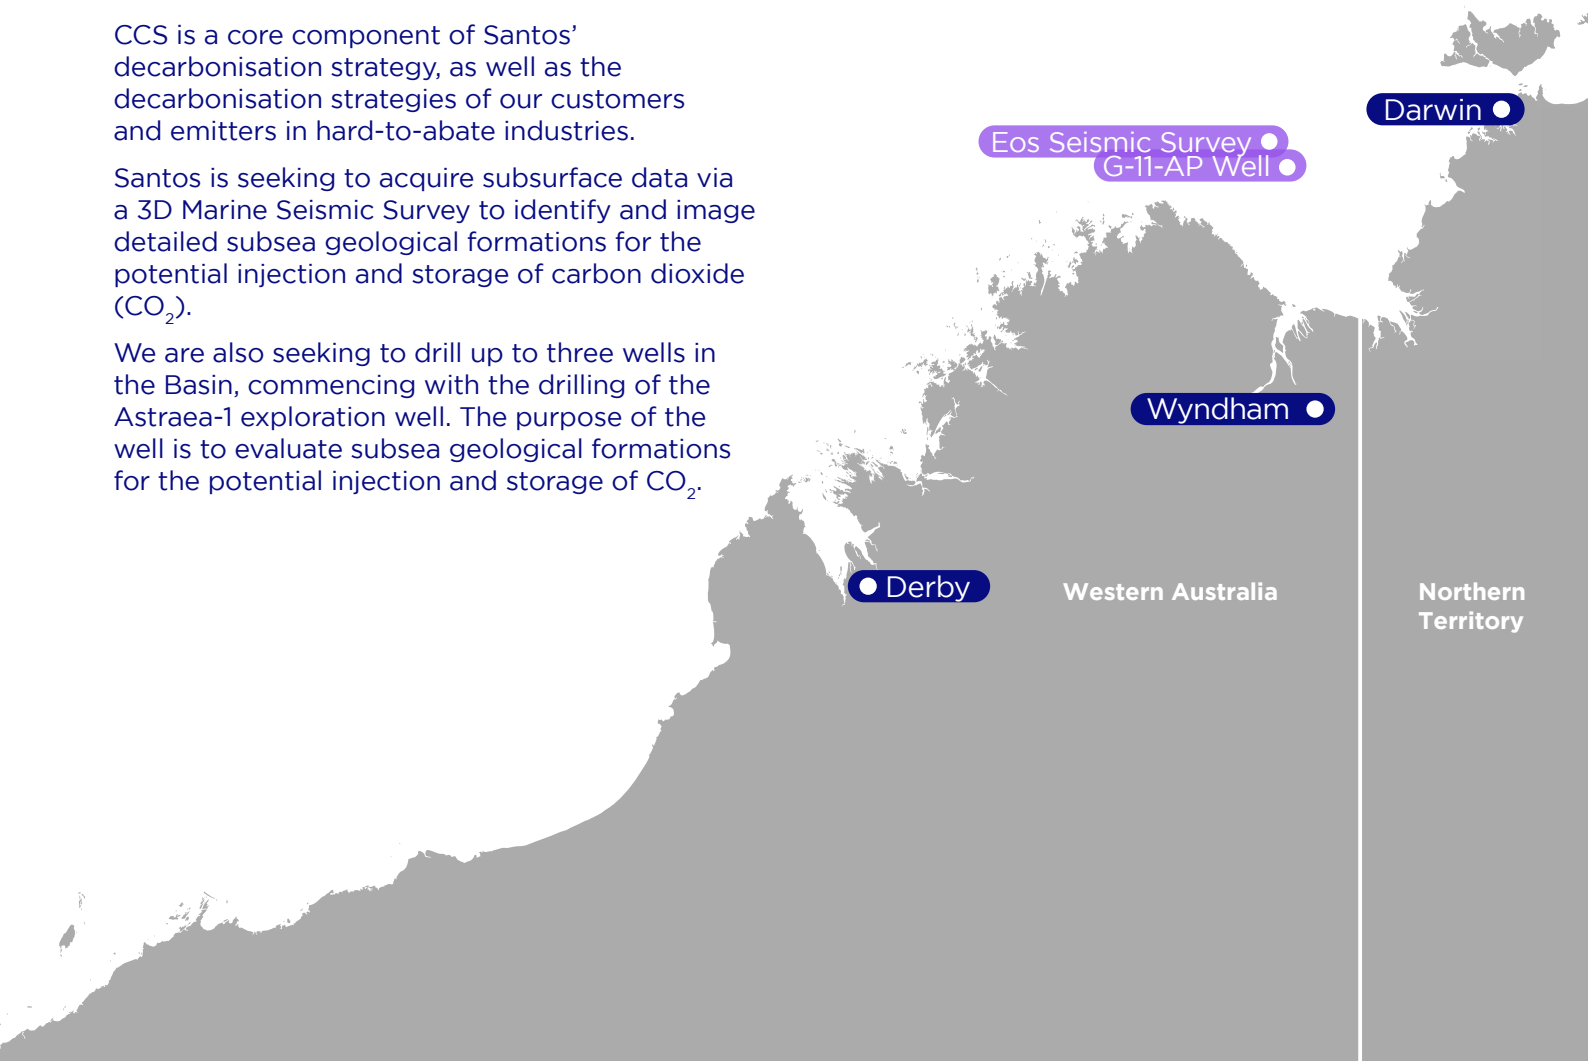 CCS is a core component of Santos’
decarbonisation strategy, as well as the
decarbonisation strategies of our customers
and emitters in hard-to-abate industries.
Santos is seeking to acquire subsurface data via
a 3D Marine Seismic Survey to identify and image
detailed subsea geological formations for the
potential injection and storage of carbon dioxide
(CO₂).
We are also seeking to drill up to three wells in
the Basin, commencing with the drilling of the
Astraea-1 exploration well. The purpose of the
well is to evaluate subsea geological formations
for the potential injection and storage of CO₂.
Darwin
Eos Seismic Survey
G-11-AP Well
Wyndham
Derby
Western Australia
Northern
Territory